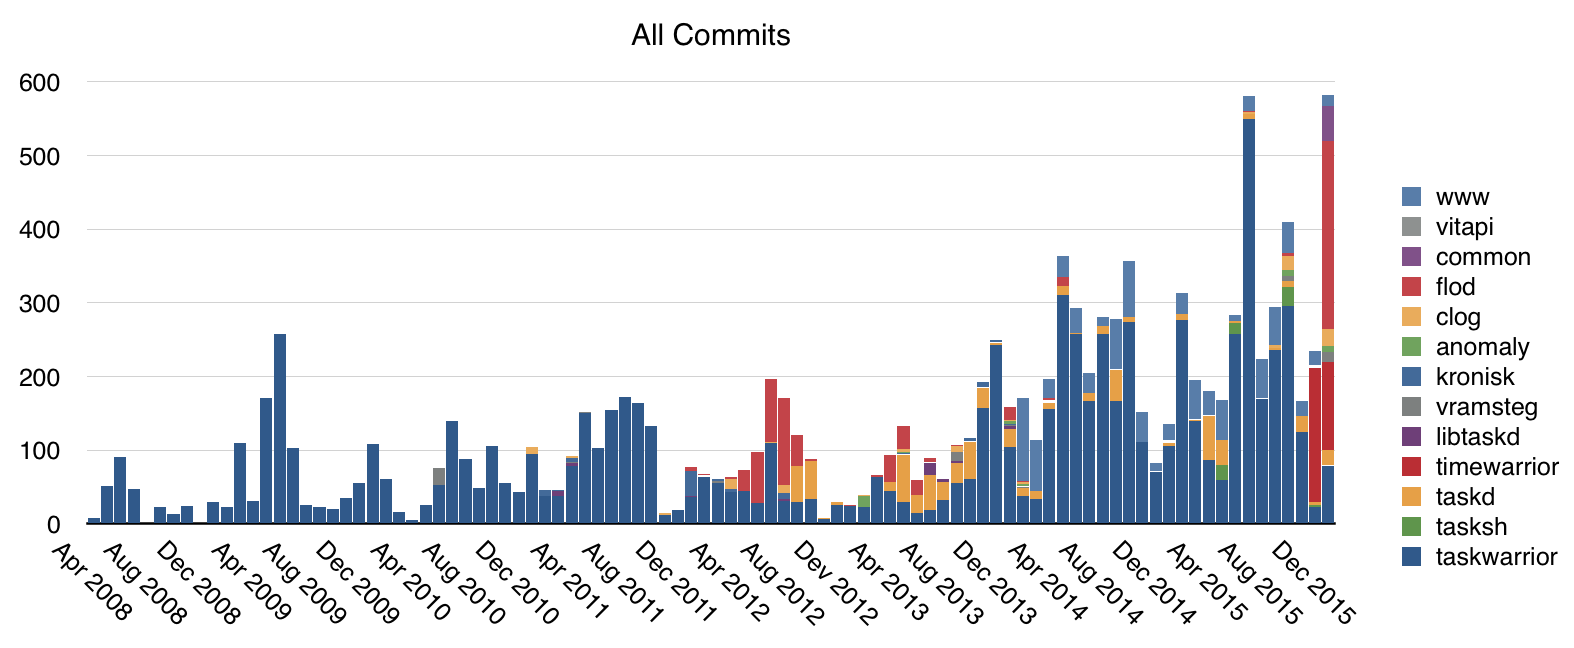 All Commits
600
500
400
300
200
100
0
Apr 2008
Aug 2008
Dec 2008
Apr 2009
Aug 2009
Dec 2009
Apr 2010
Aug 2010
Dec 2010
Apr 2011
Aug 2011
Dec 2011
Apr 2012
Aug 2012
Dev 2012
Apr 2013
Aug 2013
Dec 2013
Apr 2014
Aug 2014
Dec 2014
Apr 2015
Aug 2015
Dec 2015
www
vitapi
common
flod
clog
anomaly
kronisk
vramsteg
libtaskd
timewarrior
taskd
tasksh
taskwarrior